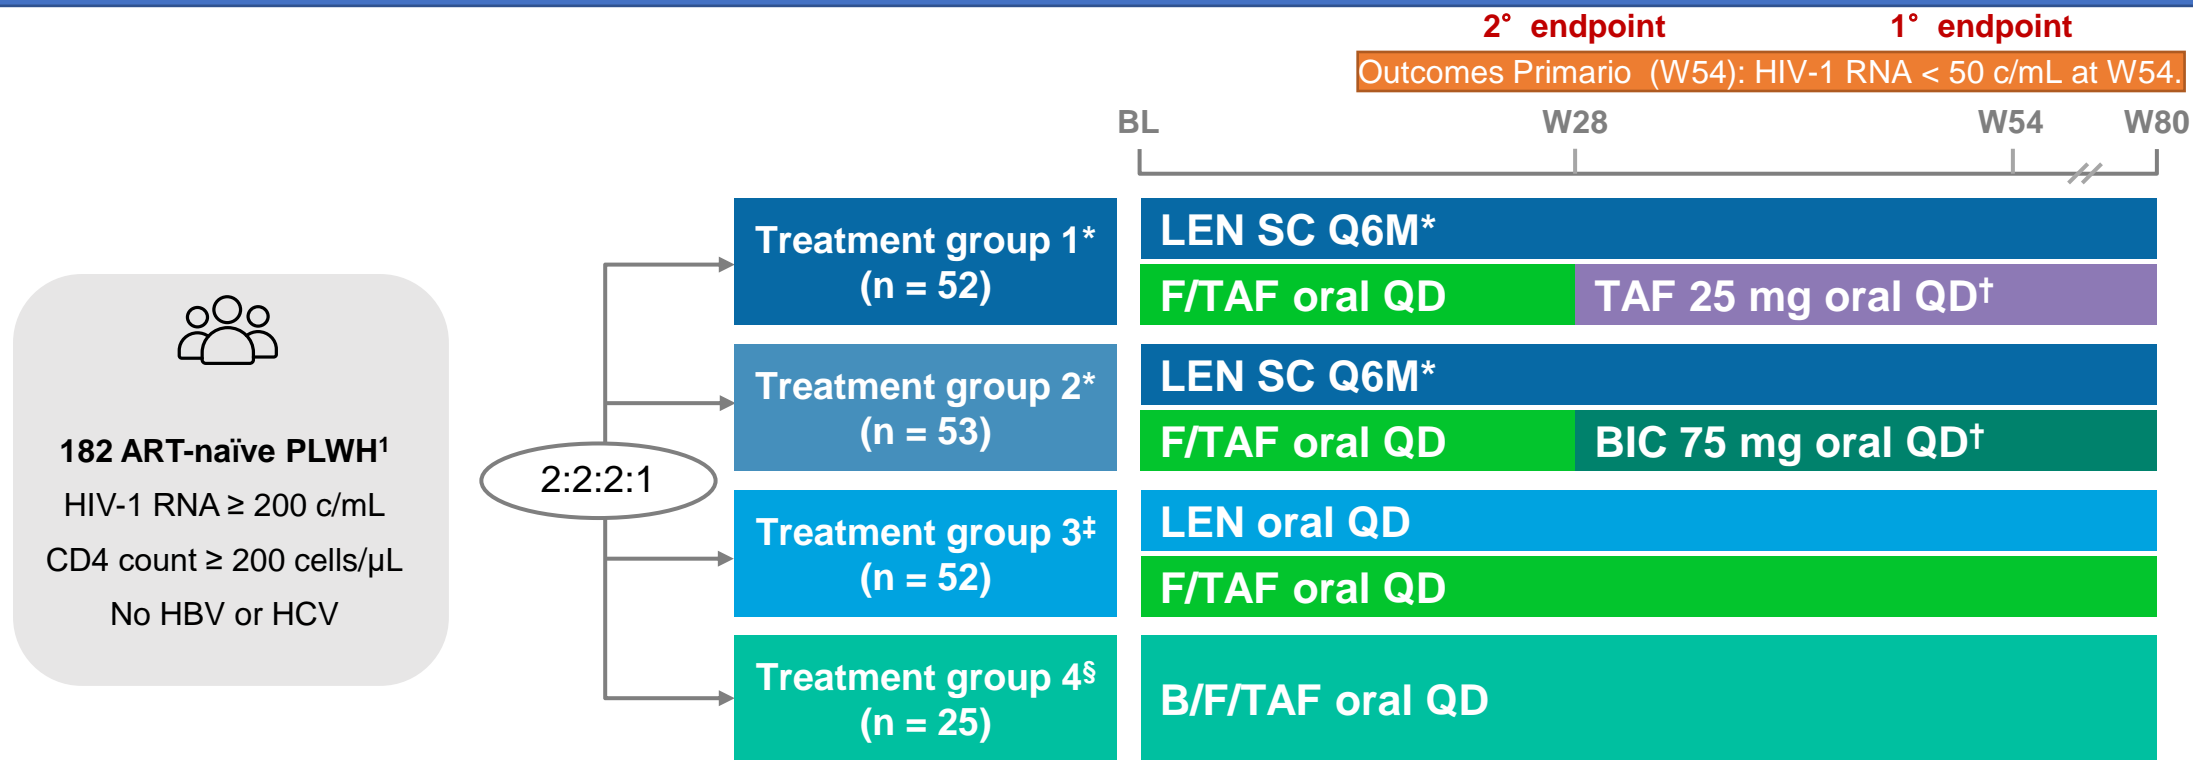 2° endpoint 1° endpoint
Outcomes Primario (W54): HIV-1 RNA < 50 c/mL at W54.
BL W28 W54 W80
182 ART-naïve PLWH¹
HIV-1 RNA ≥ 200 c/mL
CD4 count ≥ 200 cells/µL
No HBV or HCV
2:2:2:1
Treatment group 1*
(n = 52)
LEN SC Q6M*
F/TAF oral QD TAF 25 mg oral QD†
Treatment group 2*
(n = 53)
LEN SC Q6M*
F/TAF oral QD BIC 75 mg oral QD†
Treatment group 3‡
(n = 52)
LEN oral QD
F/TAF oral QD
Treatment group 4§
(n = 25)
B/F/TAF oral QD